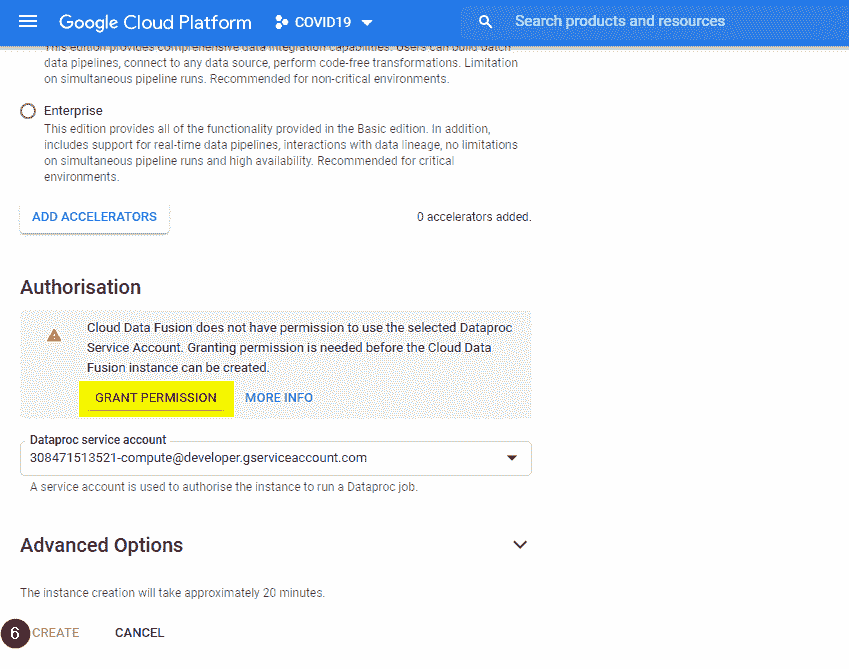 Google Cloud Platform
COVID19
Search products and resources
This edition provides comprehensive data integration capabilities. Users can build batch
data pipelines, connect to any data source, perform code-free transformations. Limitation
on simultaneous pipeline runs. Recommended for non-critical environments.
Enterprise
This edition provides all of the functionality provided in the Basic edition. In addition,
includes support for real-time data pipelines, interactions with data lineage, no limitations
on simultaneous pipeline runs and high availability. Recommended for critical
environments.
ADD ACCELERATORS
0 accelerators added.
Authorisation
Cloud Data Fusion does not have permission to use the selected Dataproc
Service Account. Granting permission is needed before the Cloud Data
Fusion instance can be created.
GRANT PERMISSION
MORE INFO
Dataproc service account
308471513521-compute@developer.gserviceaccount.com
A service account is used to authorise the instance to run a Dataproc job.
Advanced Options
The instance creation will take approximately 20 minutes.
6
CREATE
CANCEL